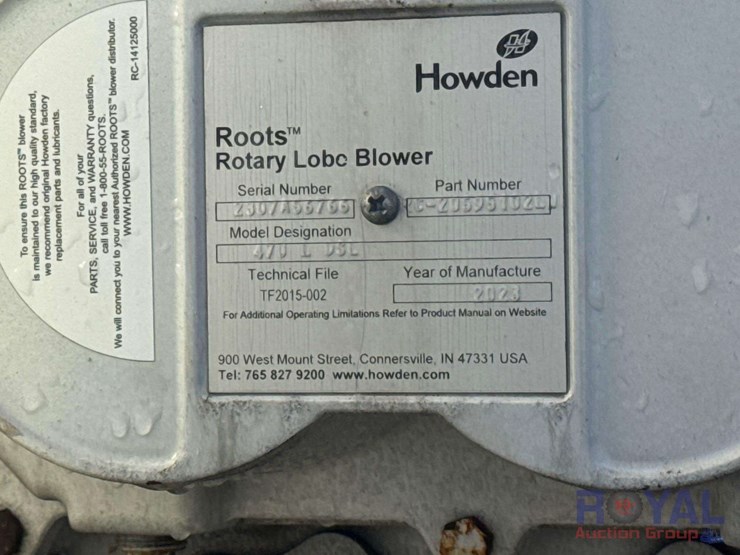 To ensure this ROOTS™ blower
is maintained to our high quality standard,
we recommend original Howden factory
replacement parts and lubricants.
For all of your
PARTS, SERVICE, and WARRANTY questions,
call toll free 1-800-55-ROOTS.
We will connect you to your nearest Authorized ROOTS™ blower distributor.
WWW.HOWDEN.COM
RC-14125000
Howden
Roots™
Rotary Lobe Blower
Serial Number
Part Number
2307A56766
Model Designation
470 L DSL
Technical File
Year of Manufacture
TF2015-002
2023
For Additional Operating Limitations Refer to Product Manual on Website
900 West Mount Street, Connersville, IN 47331 USA
Tel: 765 827 9200 www.howden.com
ROYAL
Auction Group